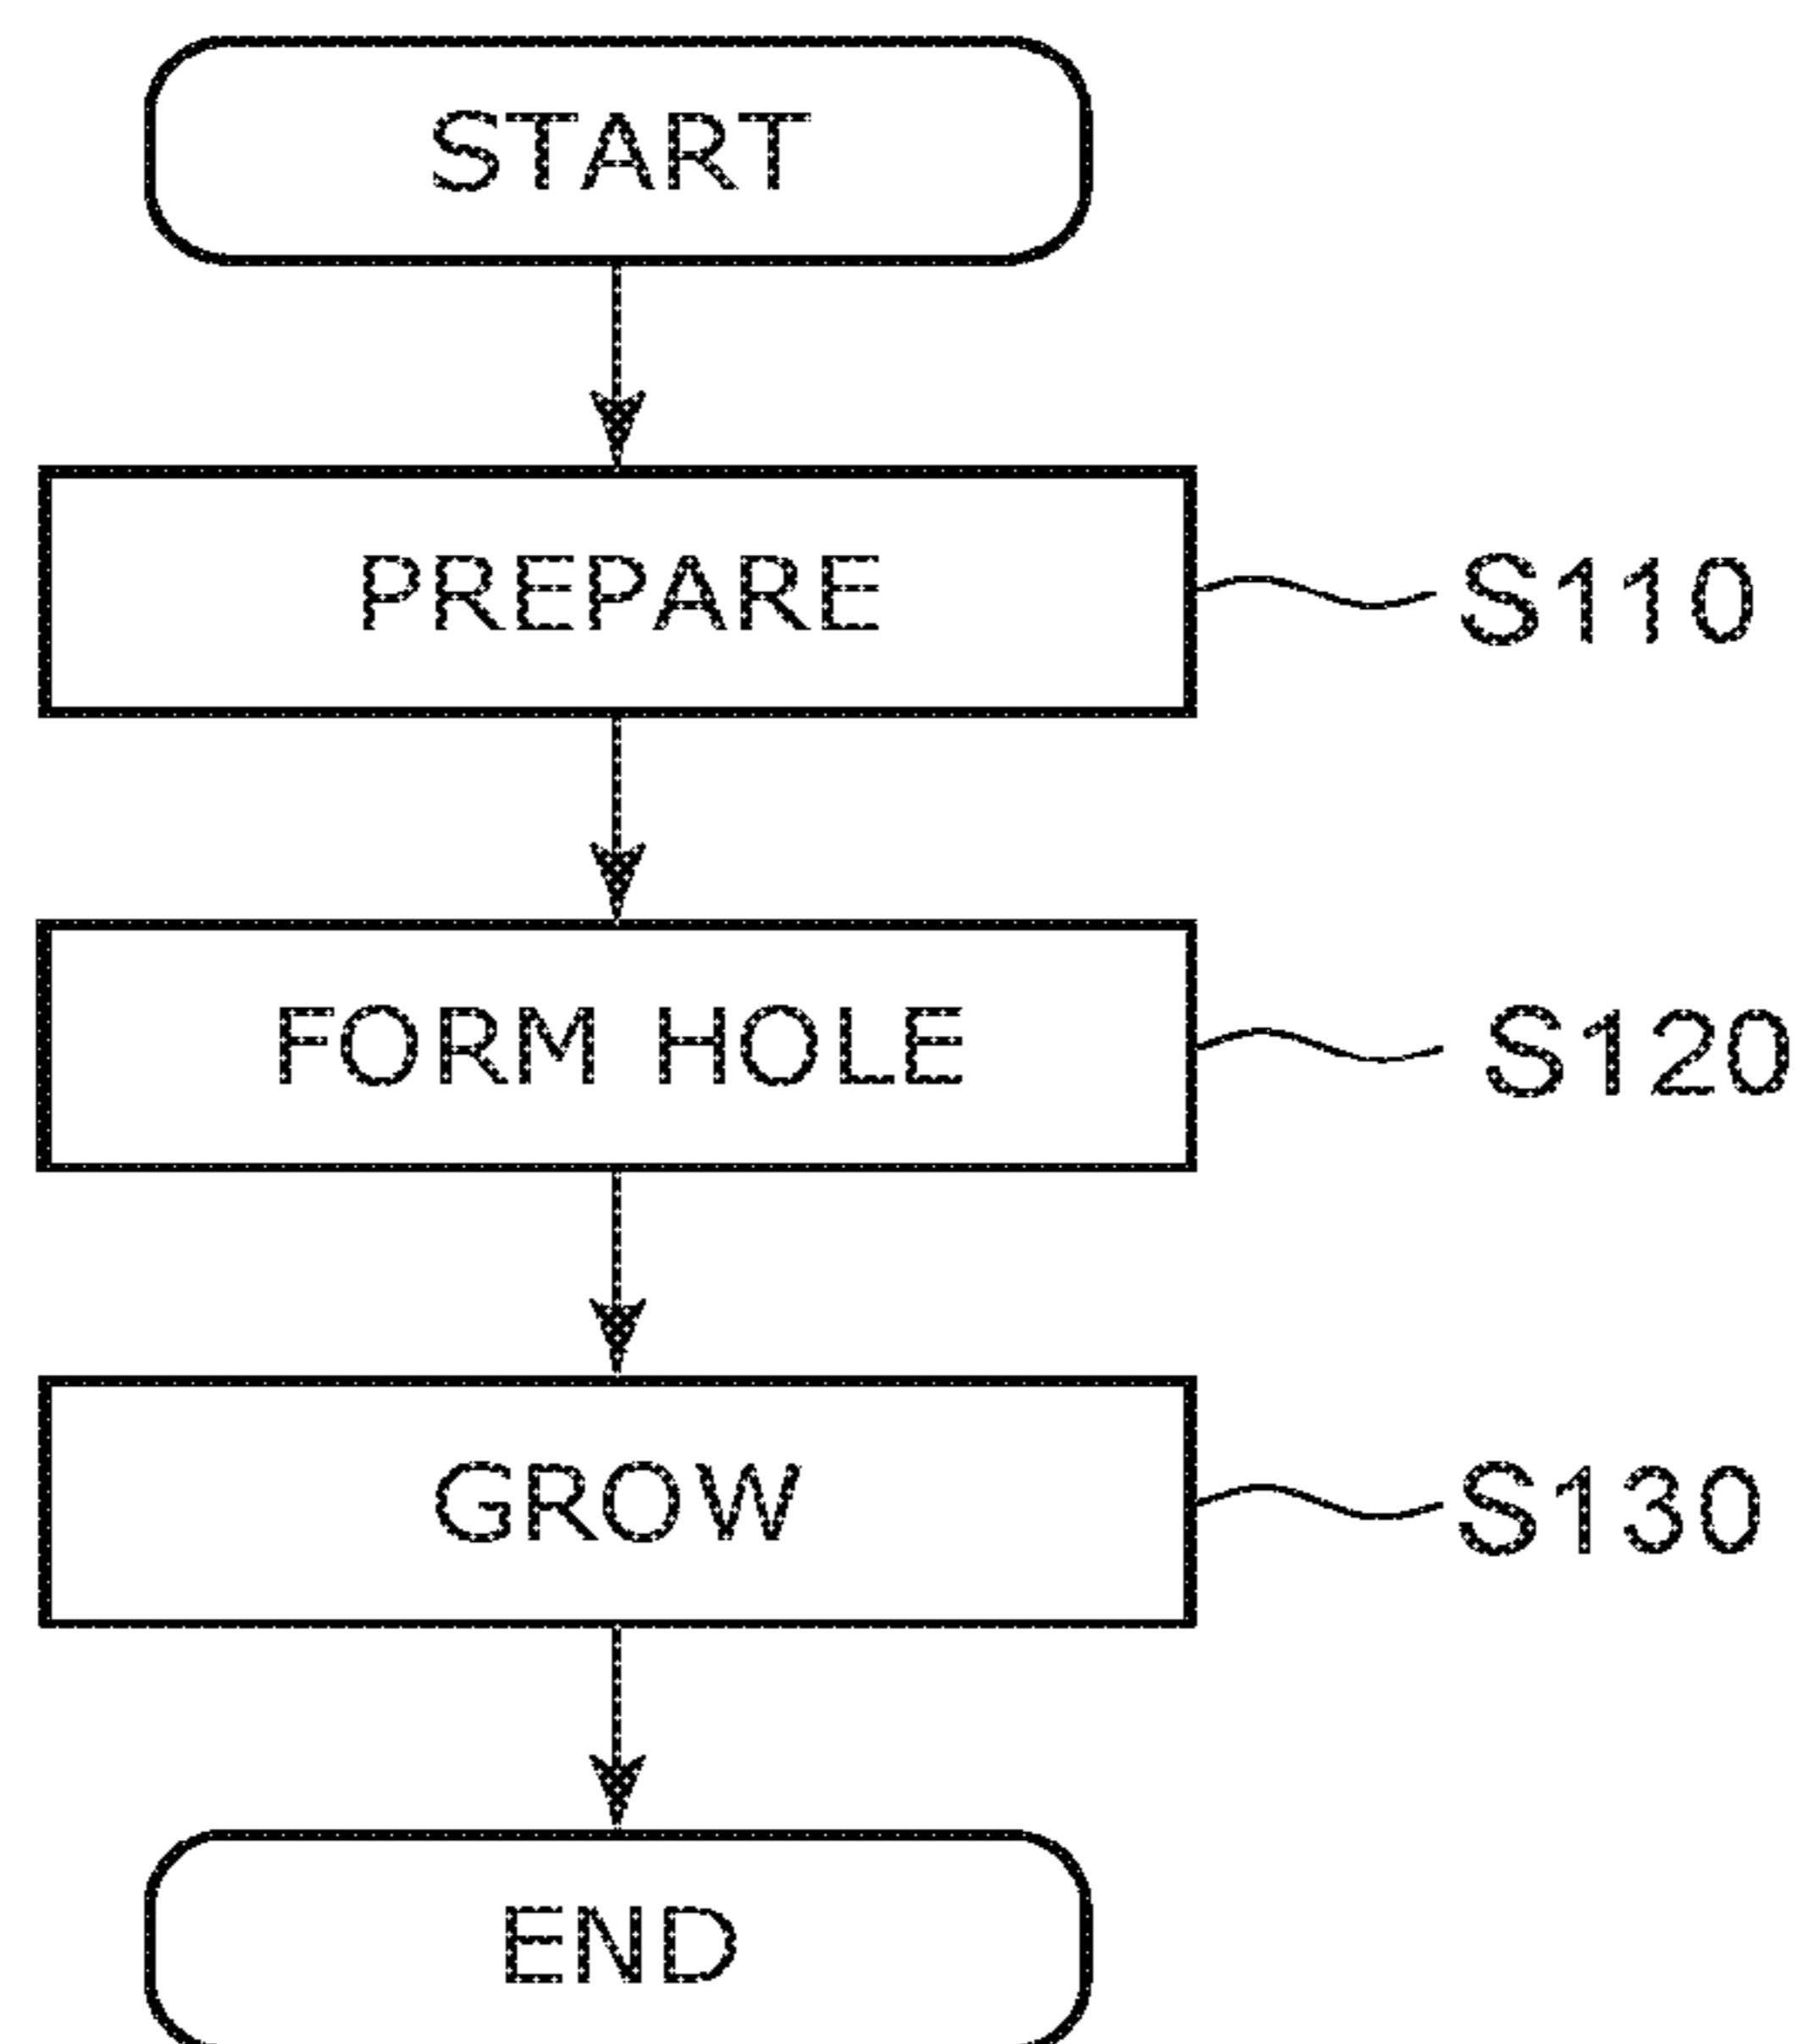 START
PREPARE S110
FORM HOLE S120
GROW S130
END